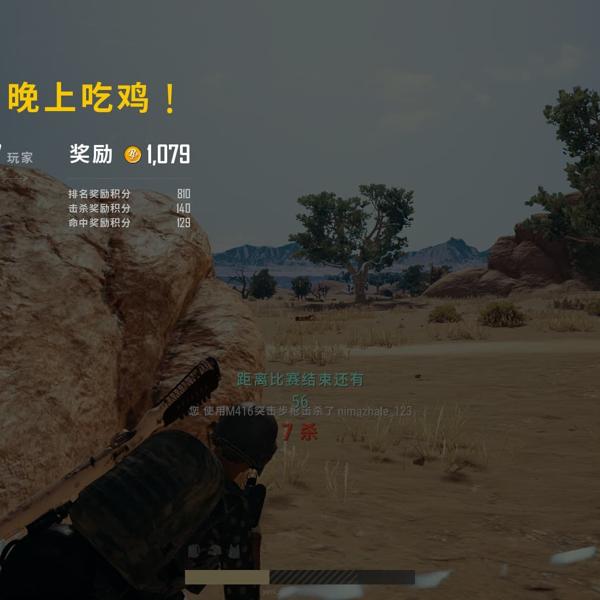 晚上吃鸡！
玩家 奖励 1,079
排名奖励积分 810
击杀奖励积分 140
命中奖励积分 129
距离比赛结束还有
56
您 使用M416突击步枪击杀了 nimazhale_123
7 杀